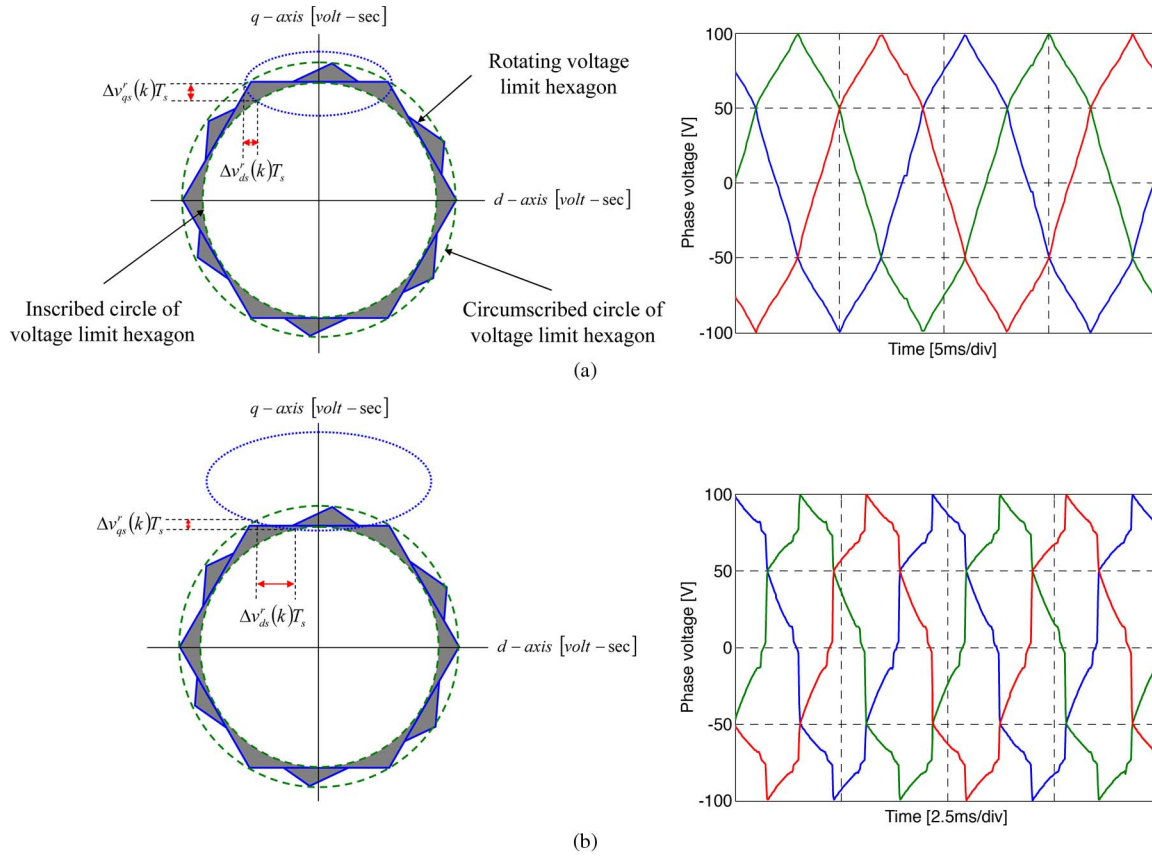 q – axis [volt – sec]
Rotating voltage
limit hexagon
Δv^r_qs(k)T_s
Δv^r_ds(k)T_s
d – axis [volt – sec]
Inscribed circle of
voltage limit hexagon
Circumscribed circle of
voltage limit hexagon
100
50
0
-50
-100
Phase voltage [V]
Time [5ms/div]
(a)
q – axis [volt – sec]
Δv^r_qs(k)T_s
Δv^r_ds(k)T_s
d – axis [volt – sec]
100
50
0
-50
-100
Phase voltage [V]
Time [2.5ms/div]
(b)